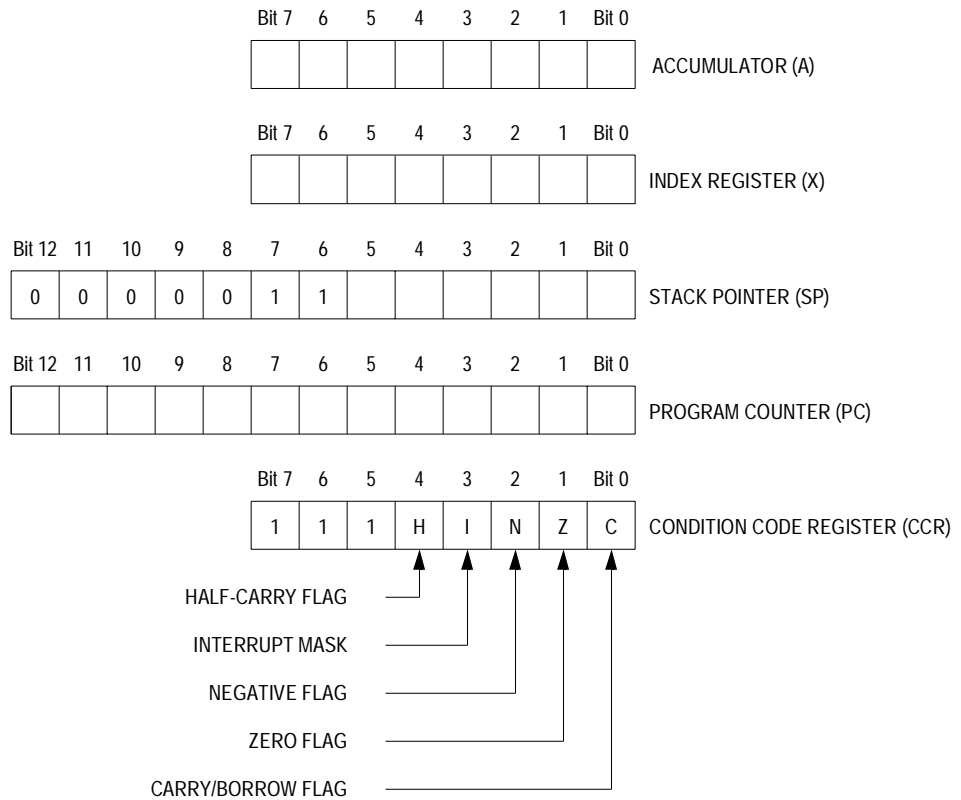 Bit 7 6 5 4 3 2 1 Bit 0
ACCUMULATOR (A)
Bit 7 6 5 4 3 2 1 Bit 0
INDEX REGISTER (X)
Bit 12 11 10 9 8 7 6 5 4 3 2 1 Bit 0
0 0 0 0 0 1 1 STACK POINTER (SP)
Bit 12 11 10 9 8 7 6 5 4 3 2 1 Bit 0
PROGRAM COUNTER (PC)
Bit 7 6 5 4 3 2 1 Bit 0
1 1 1 H I N Z C CONDITION CODE REGISTER (CCR)
HALF-CARRY FLAG
INTERRUPT MASK
NEGATIVE FLAG
ZERO FLAG
CARRY/BORROW FLAG